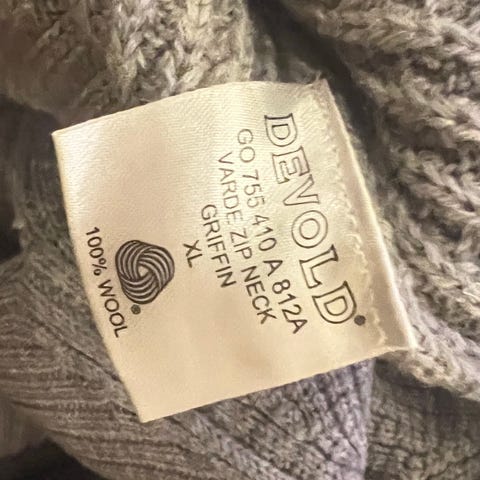 DEVOLD®
GO 755 410 A 812A
VARDE ZIP NECK
GRIFFIN
XL
®
100% WOOL